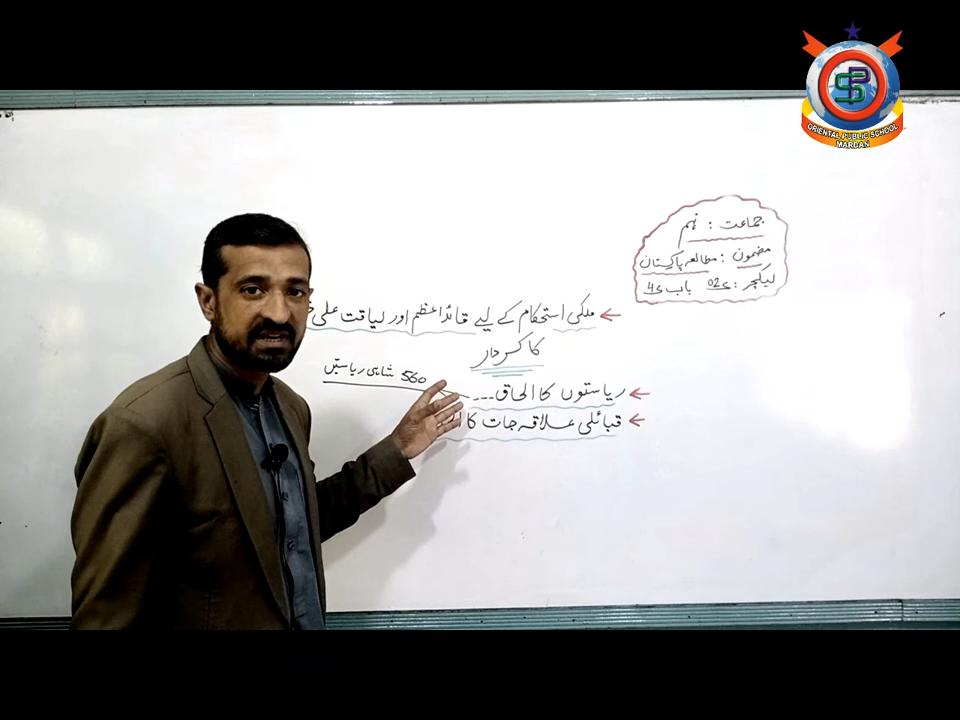 ORIENTAL PUBLIC SCHOOL
MARDAN
جماعت : نہم
مضمون : مطالعہ پاکستان
لیکچر : 02 باب 4
ملکی استحکام کے لیے قائداعظم اور لیاقت علی
کا کردار
ریاستوں کا الحاق ---
560 شاہی ریاستیں
قبائلی علاقہ جات کا